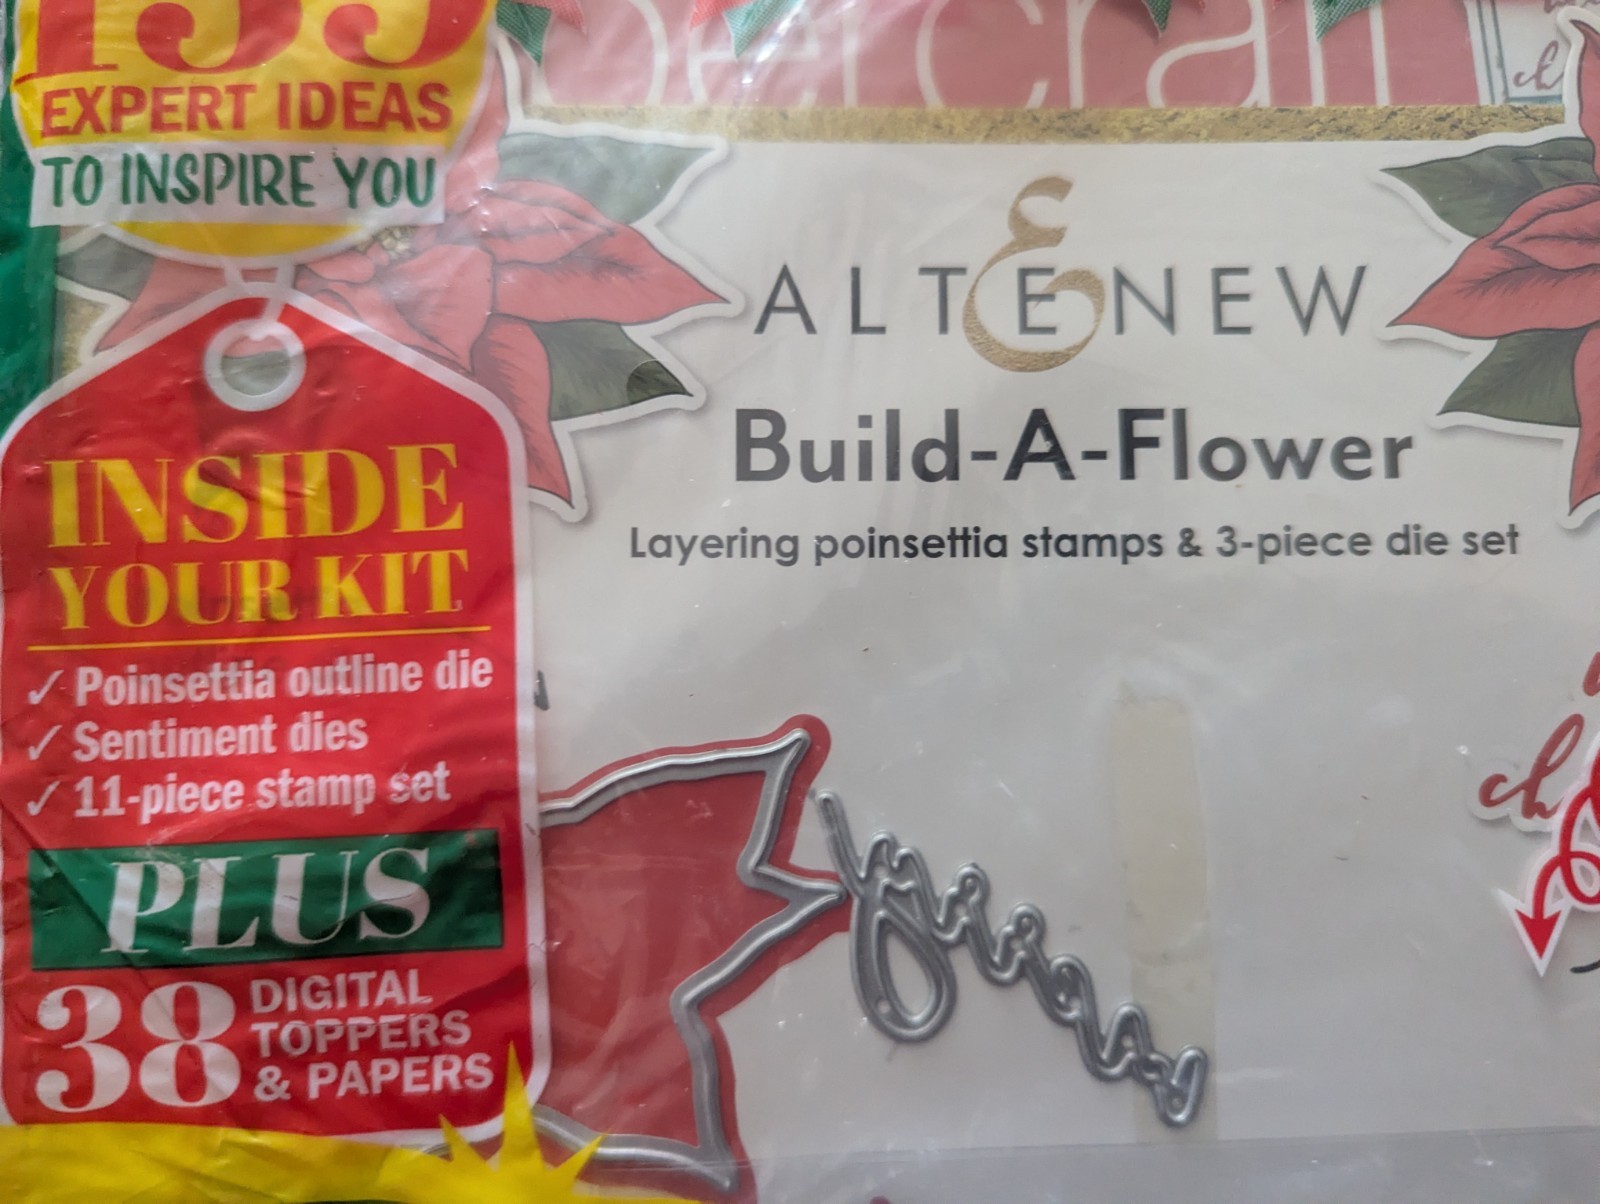 EXPERT IDEAS
TO INSPIRE YOU
ALTENEW
Build-A-Flower
Layering poinsettia stamps & 3-piece die set
INSIDE
YOUR KIT
✓ Poinsettia outline die
✓ Sentiment dies
✓ 11-piece stamp set
PLUS
38 DIGITAL
TOPPERS
& PAPERS